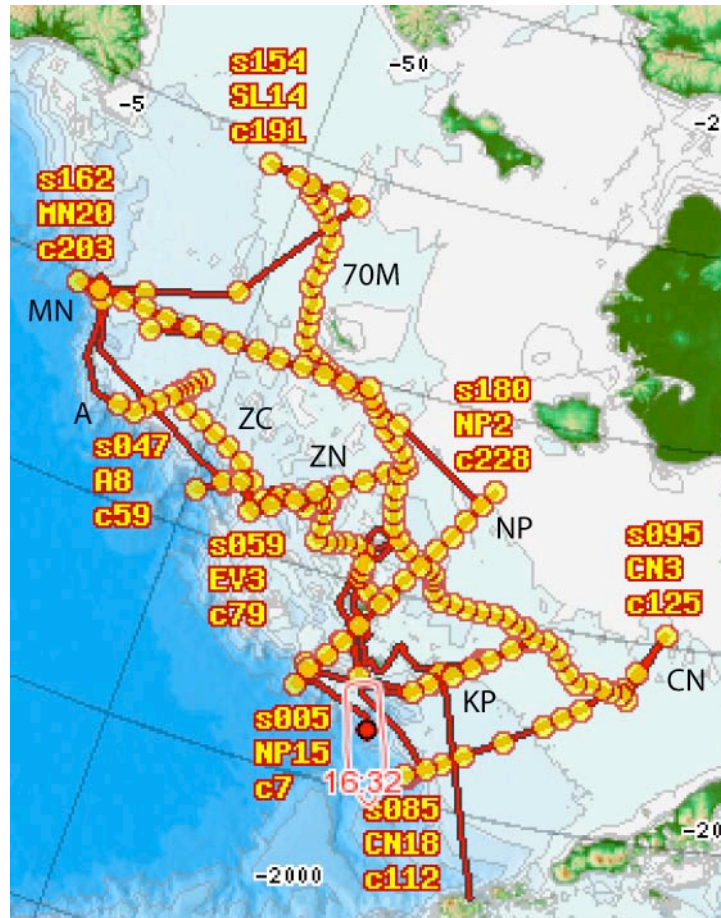 -50
s154
SL14
c191
-5
-2
s162
MN20
c203
70M
MN
s180
NP2
c228
A
ZC
s047
A8
c59
ZN
NP
s059
EV3
c79
s095
CN3
c125
CN
KP
s005
NP15
c7
16:32
s085
CN18
c112
-20
-2000